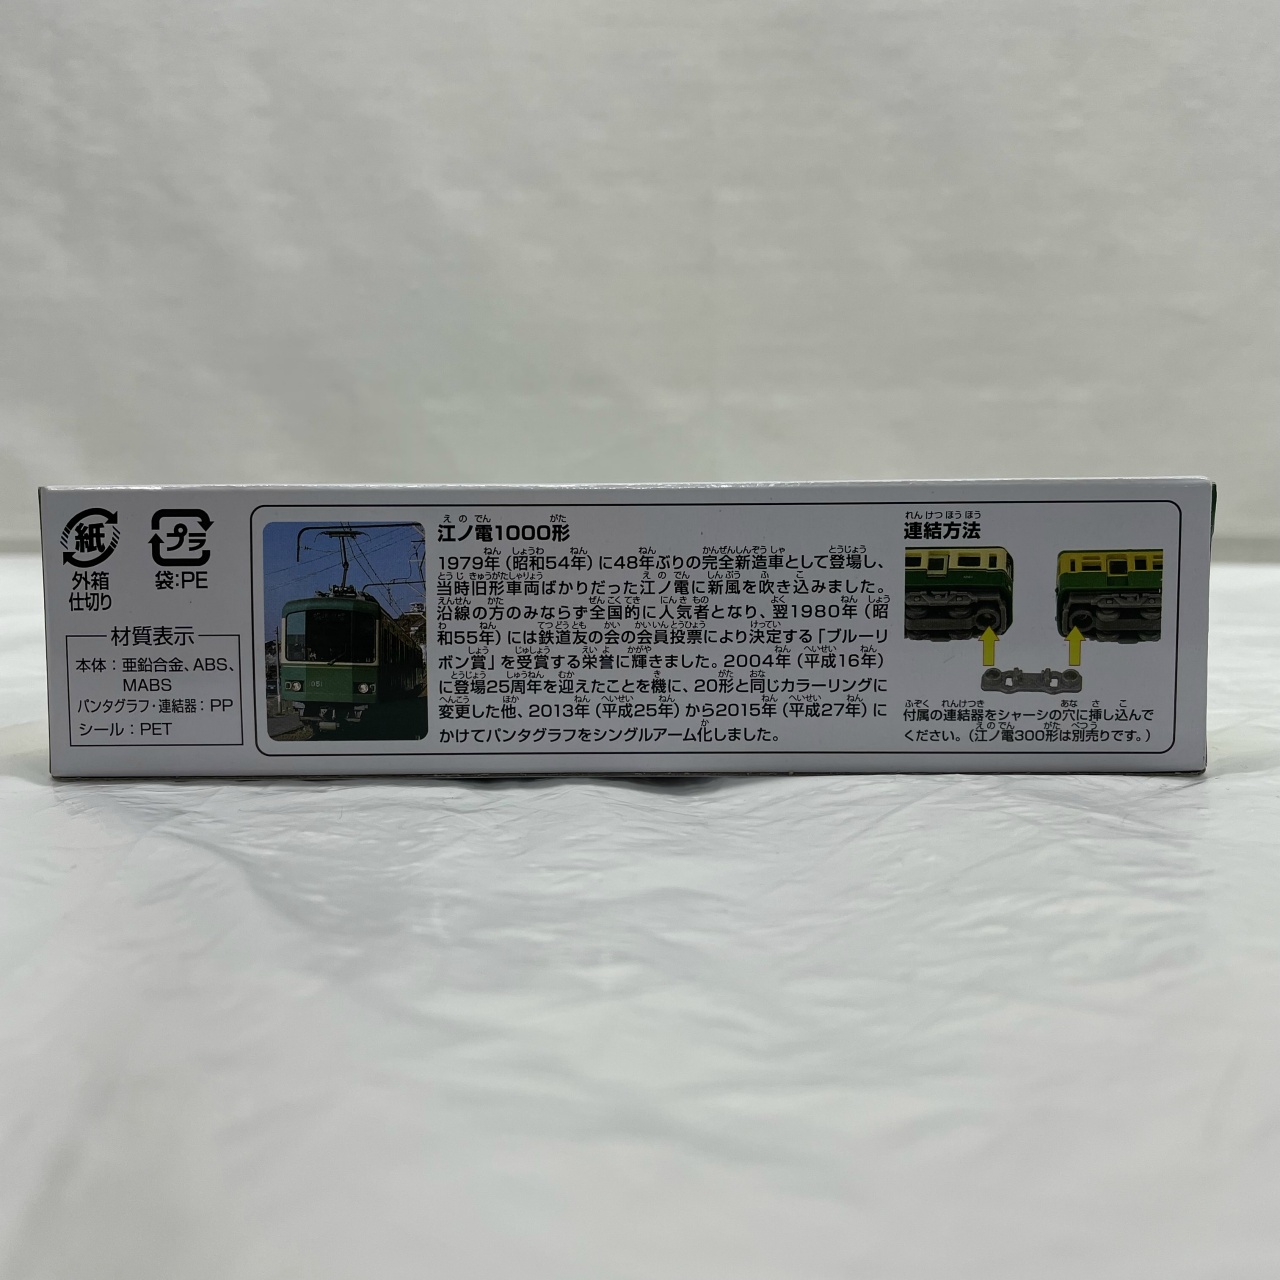 紙
外箱
仕切り
プラ
袋:PE
材質表示
本体：亜鉛合金、ABS、
MABS
パンタグラフ・連結器：PP
シール：PET
江ノ電1000形
1979年（昭和54年）に48年ぶりの完全新造車として登場し、
当時旧形車両ばかりだった江ノ電に新風を吹き込みました。
沿線の方のみならず全国的に人気者となり、翌1980年（昭
和55年）には鉄道友の会の会員投票により決定する「ブルーリ
ボン賞」を受賞する栄誉に輝きました。2004年（平成16年）
に登場25周年を迎えたことを機に、20形と同じカラーリングに
変更した他、2013年（平成25年）から2015年（平成27年）に
かけてパンタグラフをシングルアーム化しました。
連結方法
付属の連結器をシャーシの穴に挿し込んで
ください。（江ノ電300形は別売りです。）